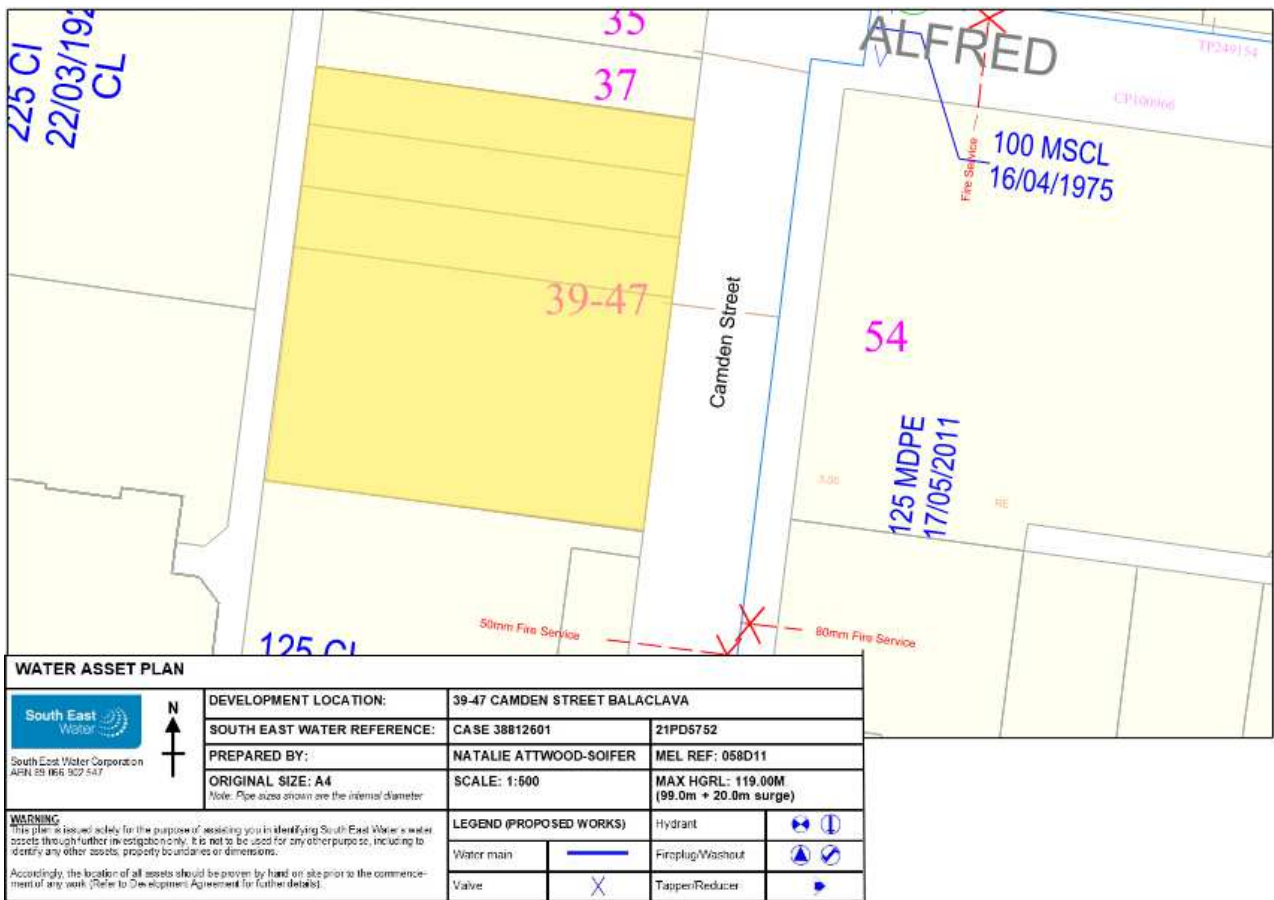 35
37
225 CI
22/03/192
CL
ALFRED
TP249154
CP100966
100 MSCL
16/04/1975
Fire Service
39-47
Camden Street
54
125 MDPE
17/05/2011
3.00
RE
50mm Fire Service
80mm Fire Service
125 CI
WATER ASSET PLAN
South East
Water
N
South East Water Corporation
ABN 89 066 902 547
DEVELOPMENT LOCATION: 39-47 CAMDEN STREET BALACLAVA
SOUTH EAST WATER REFERENCE: CASE 38812601 21PD5752
PREPARED BY: NATALIE ATTWOOD-SOIFER MEL REF: 058D11
ORIGINAL SIZE: A4 SCALE: 1:500 MAX HGRL: 119.00M
Note: Pipe sizes shown are the internal diameter (99.0m + 20.0m surge)
WARNING
This plan is issued solely for the purpose of assisting you in identifying South East Water's water
assets through further investigation only. It is not to be used for any other purpose, including to
identify any other assets, property boundaries or dimensions.
Accordingly, the location of all assets should be proven by hand on site prior to the commence-
ment of any work (Refer to Development Agreement for further details).
LEGEND (PROPOSED WORKS) Hydrant
Water main Fireplug/Washout
Valve Tapper/Reducer